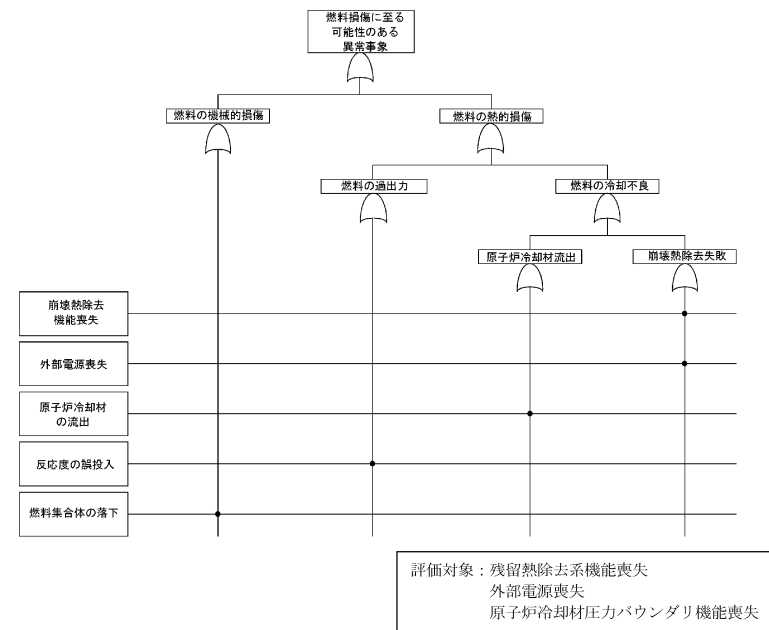 燃料損傷に至る
可能性のある
異常事象
燃料の機械的損傷
燃料の熱的損傷
燃料の過出力
燃料の冷却不良
原子炉冷却材流出
崩壊熱除去失敗
崩壊熱除去
機能喪失
外部電源喪失
原子炉冷却材
の流出
反応度の誤投入
燃料集合体の落下
評価対象：残留熱除去系機能喪失
外部電源喪失
原子炉冷却材圧力バウンダリ機能喪失